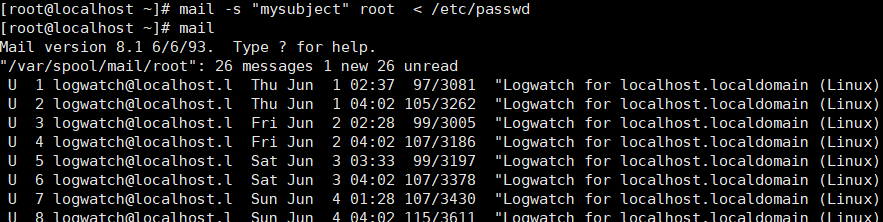 [root@localhost ~]# mail -s "mysubject" root  < /etc/passwd
[root@localhost ~]# mail
Mail version 8.1 6/6/93.  Type ? for help.
"/var/spool/mail/root": 26 messages 1 new 26 unread
 U  1 logwatch@localhost.l  Thu Jun  1 02:37  97/3081  "Logwatch for localhost.localdomain (Linux)
 U  2 logwatch@localhost.l  Thu Jun  1 04:02 105/3262  "Logwatch for localhost.localdomain (Linux)
 U  3 logwatch@localhost.l  Fri Jun  2 02:28  99/3005  "Logwatch for localhost.localdomain (Linux)
 U  4 logwatch@localhost.l  Fri Jun  2 04:02 107/3186  "Logwatch for localhost.localdomain (Linux)
 U  5 logwatch@localhost.l  Sat Jun  3 03:33  99/3197  "Logwatch for localhost.localdomain (Linux)
 U  6 logwatch@localhost.l  Sat Jun  3 04:02 107/3378  "Logwatch for localhost.localdomain (Linux)
 U  7 logwatch@localhost.l  Sun Jun  4 01:28 107/3430  "Logwatch for localhost.localdomain (Linux)
 U  8 logwatch@localhost.l  Sun Jun  4 04:02 115/3611  "Logwatch for localhost.localdomain (Linux)